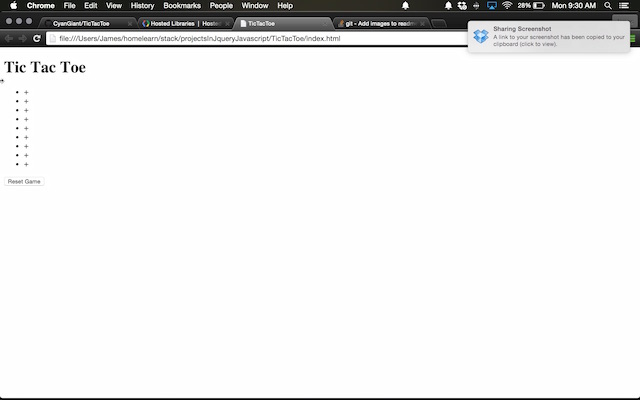 Chrome File Edit View History Bookmarks People Window Help 28% Mon 9:30 AM
CyanGiant/TicTacToe
Hosted Libraries | Hosted
TisTacToe
git - Add images to readm
file:///Users/James/homelearn/stack/projectsInJqueryJavascript/TicTacToe/index.html
Sharing Screenshot
A link to your screenshot has been copied to your
clipboard (click to view).
Tic Tac Toe
+
+
+
+
+
+
+
+
+
Reset Game